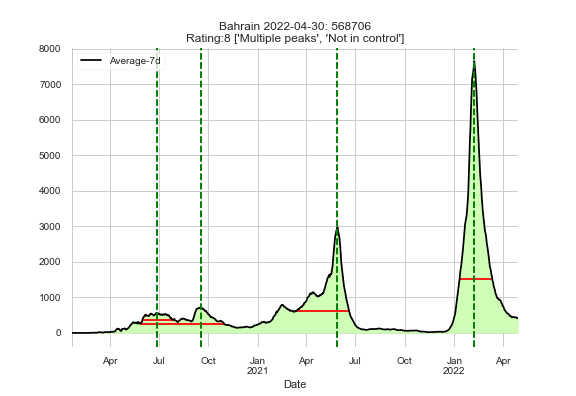 Bahrain 2022-04-30: 568706
Rating:8 ['Multiple peaks', 'Not in control']
Average-7d
8000
7000
6000
5000
4000
3000
2000
1000
0
Apr Jul Oct Jan Apr Jul Oct Jan Apr
2021 2022
Date